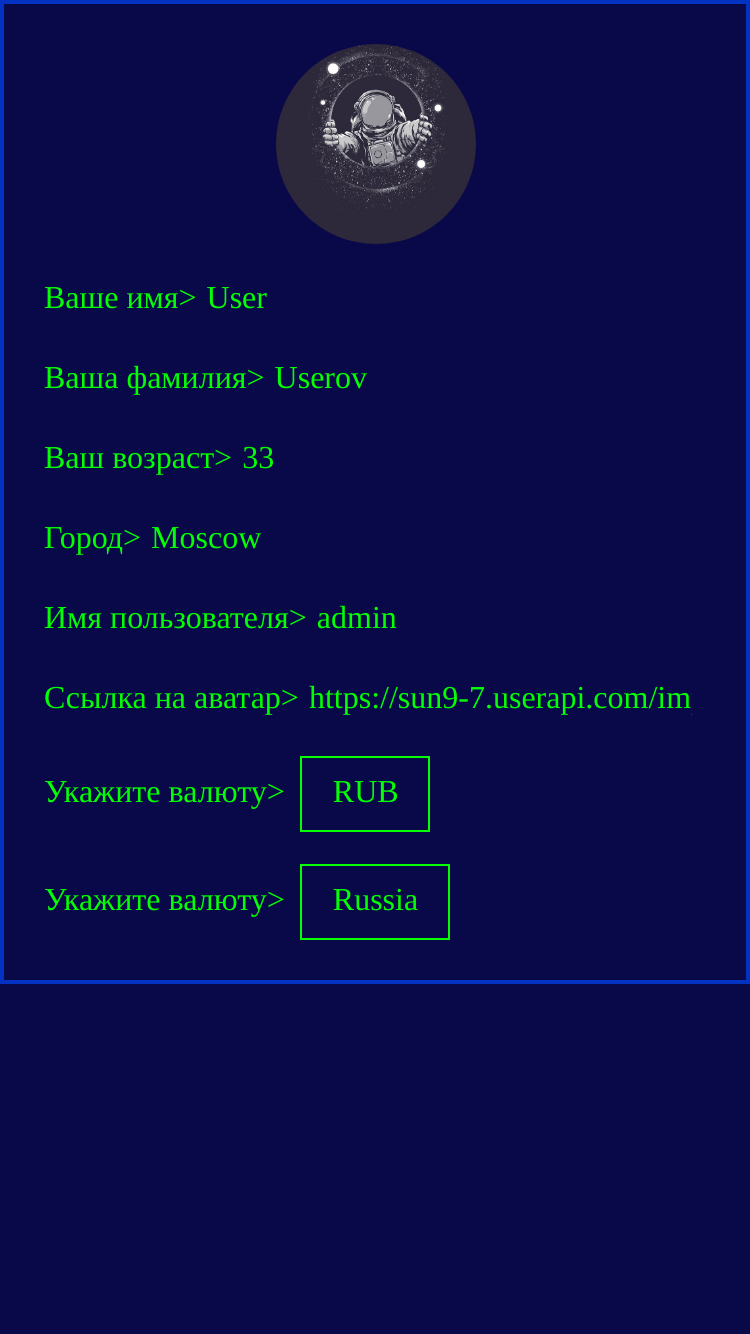 Ваше имя> User
Ваша фамилия> Userov
Ваш возраст> 33
Город> Moscow
Имя пользователя> admin
Ссылка на аватар> https://sun9-7.userapi.com/im
Укажите валюту> RUB
Укажите валюту> Russia